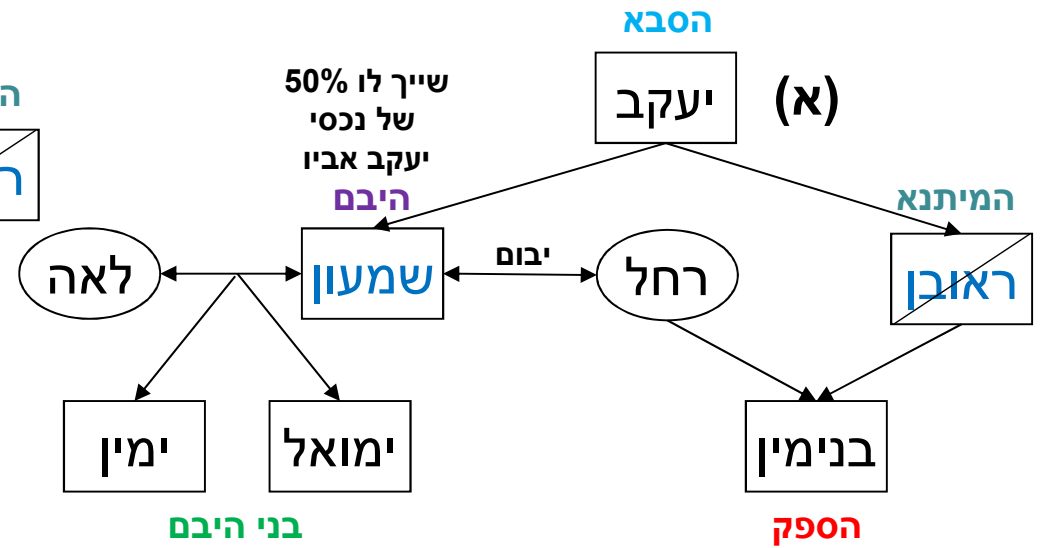 הסבא
(א)
יעקב
שייך לו 50%
של נכסי
יעקב אביו
היבם
המיתנא
לאה
שמעון
יבום
רחל
ראובן
ימין
ימואל
בנימין
בני היבם
הספק